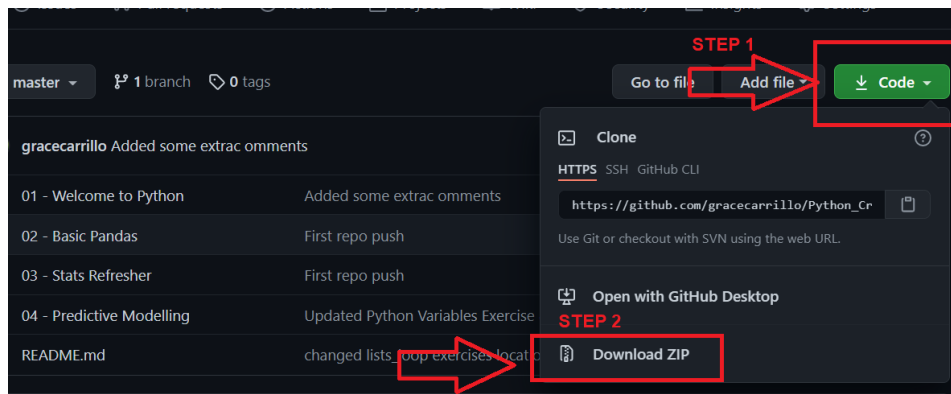 STEP 1
master 1 branch 0 tags Go to file Add file Code
gracecarrillo Added some extrac omments
Clone
HTTPS SSH GitHub CLI
01 - Welcome to Python Added some extrac omments
https://github.com/gracecarrillo/Python_Cr
02 - Basic Pandas First repo push
Use Git or checkout with SVN using the web URL.
03 - Stats Refresher First repo push
Open with GitHub Desktop
04 - Predictive Modelling Updated Python Variables Exercise
STEP 2
README.md changed lists_loop exercises locatio
Download ZIP